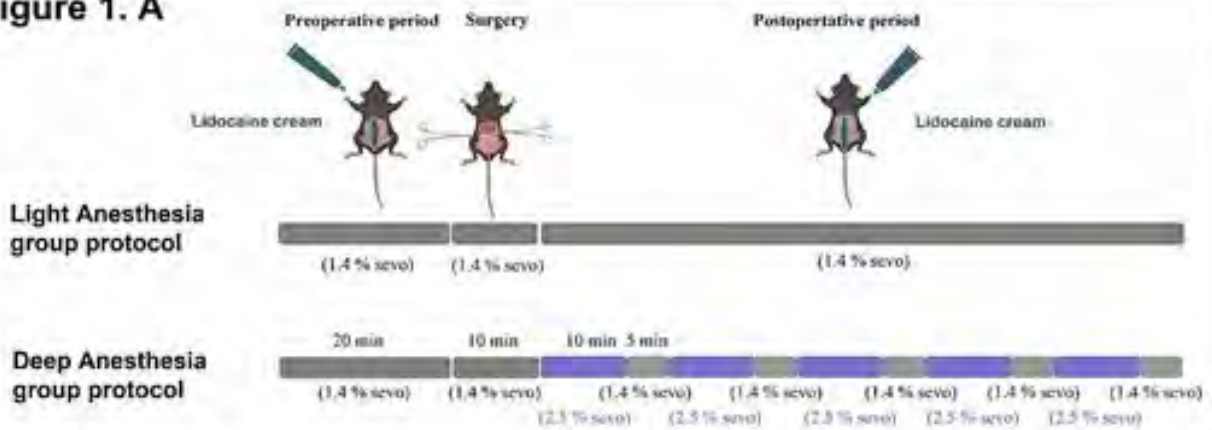 igure 1. A
Preoperative period Surgery Postopertative period
Lidocaine cream Lidocaine cream
Light Anesthesia
group protocol
(1.4 % sevo) (1.4 % sevo) (1.4 % sevo)
20 min 10 min 10 min 5 min
Deep Anesthesia
group protocol
(1.4 % sevo) (1.4 % sevo) (1.4 % sevo) (1.4 % sevo) (1.4 % sevo) (1.4 % sevo) (1.4 % sevo)
(2.5 % sevo) (2.5 % sevo) (2.5 % sevo) (2.5 % sevo) (2.5 % sevo)